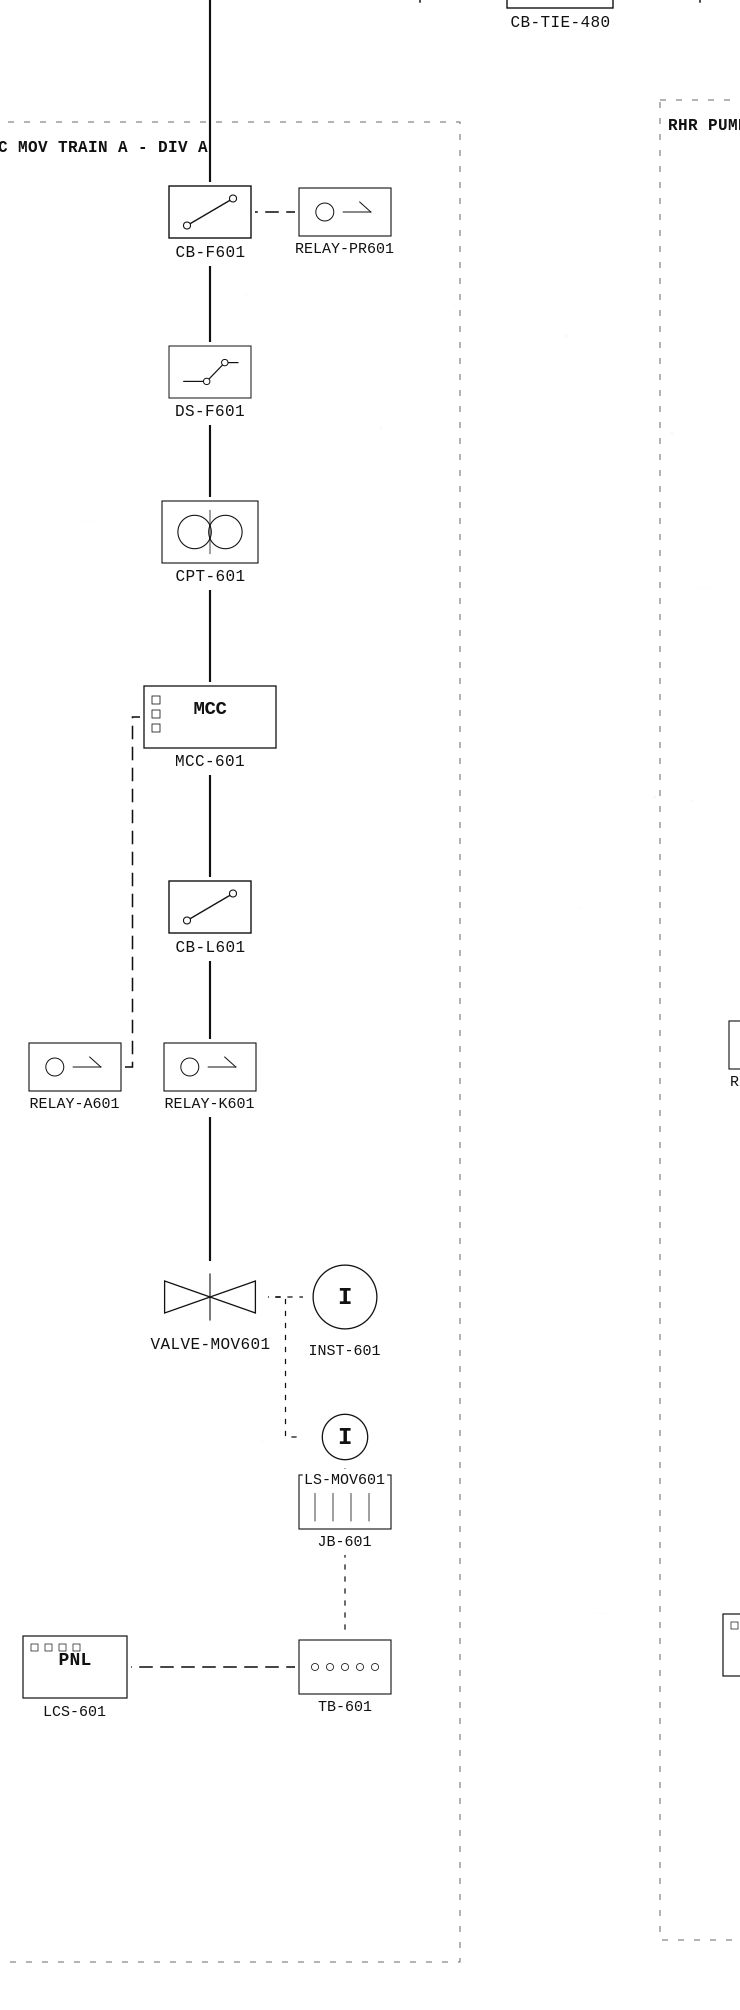 CB-TIE-480
C MOV TRAIN A - DIV A
RHR PUM
CB-F601
RELAY-PR601
DS-F601
CPT-601
MCC
MCC-601
CB-L601
RELAY-A601
RELAY-K601
R
I
VALVE-MOV601
INST-601
I
LS-MOV601
JB-601
PNL
LCS-601
TB-601